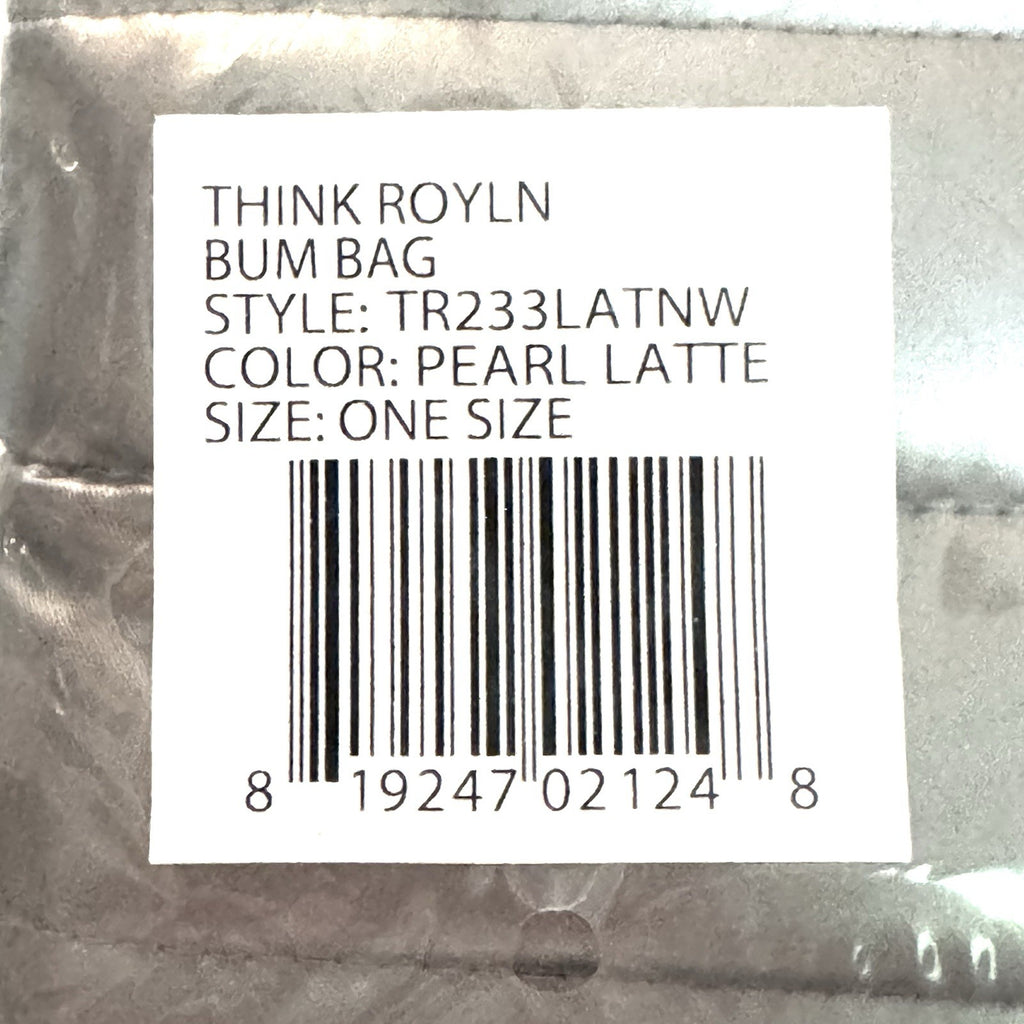 THINK ROYLN
BUM BAG
STYLE: TR233LATNW
COLOR: PEARL LATTE
SIZE: ONE SIZE
8 19247 02124 8